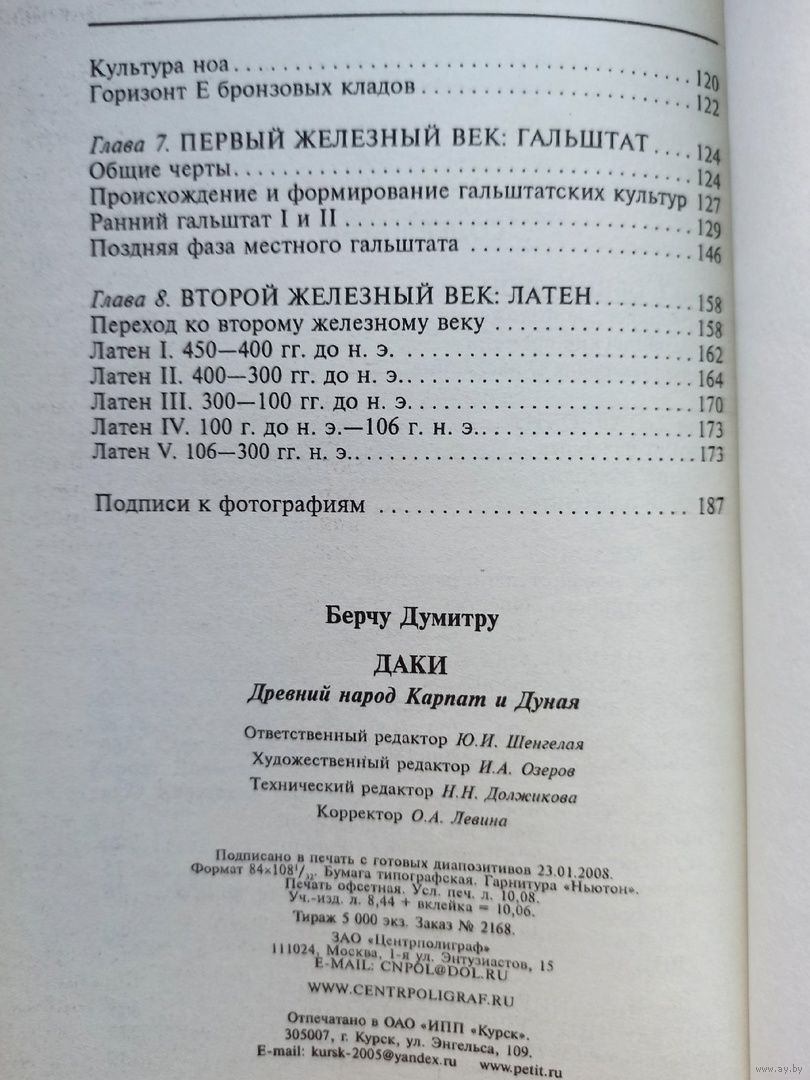 Культура ноа . . . . . . . . . . . . . . . . . . . . . . . . . . . . . . . . . . 120
Горизонт Е бронзовых кладов . . . . . . . . . . . . . . . . . . . . . 122
Глава 7. ПЕРВЫЙ ЖЕЛЕЗНЫЙ ВЕК: ГАЛЬШТАТ . . . . 124
Общие черты. . . . . . . . . . . . . . . . . . . . . . . . . . . . . . . . . . 124
Происхождение и формирование гальштатских культур 127
Ранний гальштат I и II . . . . . . . . . . . . . . . . . . . . . . . . . . 129
Поздняя фаза местного гальштата . . . . . . . . . . . . . . . . . 146
Глава 8. ВТОРОЙ ЖЕЛЕЗНЫЙ ВЕК: ЛАТЕН. . . . . . . . . 158
Переход ко второму железному веку . . . . . . . . . . . . . . . 158
Латен I. 450—400 гг. до н. э. . . . . . . . . . . . . . . . . . . . . . . 162
Латен II. 400—300 гг. до н. э.. . . . . . . . . . . . . . . . . . . . . . 164
Латен III. 300—100 гг. до н. э. . . . . . . . . . . . . . . . . . . . . . 170
Латен IV. 100 г. до н. э.—106 г. н. э.. . . . . . . . . . . . . . . . 173
Латен V. 106—300 гг. н. э.. . . . . . . . . . . . . . . . . . . . . . . . 173
Подписи к фотографиям . . . . . . . . . . . . . . . . . . . . . . . . 187
Берчу Думитру
ДАКИ
Древний народ Карпат и Дуная
Ответственный редактор Ю.И. Шенгелая
Художественный редактор И.А. Озеров
Технический редактор Н.Н. Должикова
Корректор О.А. Левина
Подписано в печать с готовых диапозитивов 23.01.2008.
Формат 84×108¹/₃₂. Бумага типографская. Гарнитура «Ньютон».
Печать офсетная. Усл. печ. л. 10,08.
Уч.-изд. л. 8,44 + вклейка = 10,06.
Тираж 5 000 экз. Заказ № 2168.
ЗАО «Центрполиграф»
111024, Москва, 1-я ул. Энтузиастов, 15
E-MAIL: CNPOL@DOL.RU
WWW.CENTRPOLIGRAF.RU
Отпечатано в ОАО «ИПП «Курск».
305007, г. Курск, ул. Энгельса, 109.
E-mail: kursk-2005@yandex.ru www.petit.ru
www.ay.by